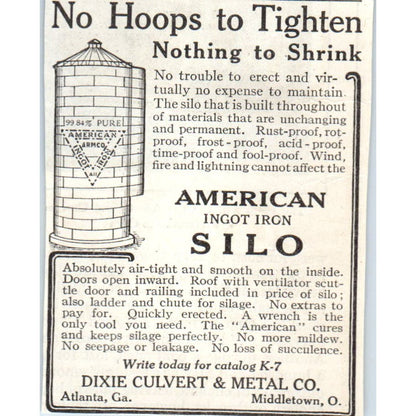 No Hoops to Tighten
Nothing to Shrink
No trouble to erect and vir-
tually no expense to maintain.
The silo that is built throughout
of materials that are unchanging
and permanent. Rust-proof, rot-
proof, frost-proof, acid-proof,
time-proof and fool-proof. Wind,
fire and lightning cannot affect the
99.84% PURE
AMERICAN
ARMCO
INGOT IRON
AMERICAN
INGOT IRON
SILO
Absolutely air-tight and smooth on the inside.
Doors open inward. Roof with ventilator scut-
tle door and railing included in price of silo;
also ladder and chute for silage. No extras to
pay for. Quickly erected. A wrench is the
only tool you need. The "American" cures
and keeps silage perfectly. No more mildew.
No seepage or leakage. No loss of succulence.
Write today for catalog K-7
DIXIE CULVERT & METAL CO.
Atlanta, Ga. Middletown, O.